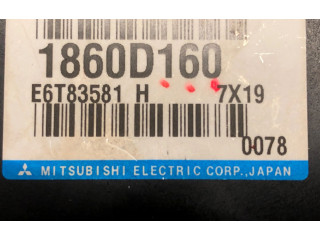 1860D160
E6T83581 H 7X19
0078
MITSUBISHI ELECTRIC CORP., JAPAN